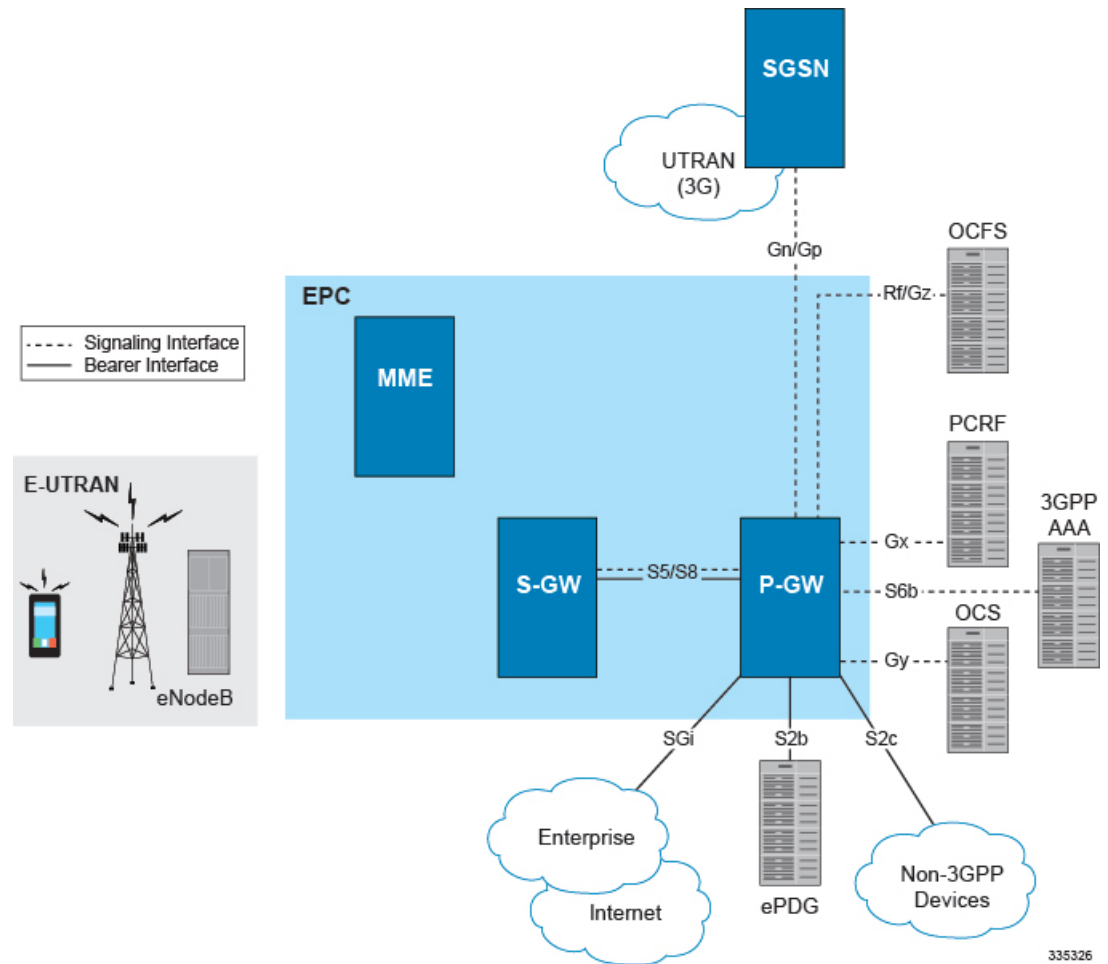 SGSN
UTRAN
(3G)
Gn/Gp
OCFS
Rf/Gz
EPC
Signaling Interface
Bearer Interface
MME
PCRF
E-UTRAN
3GPP
AAA
Gx
S-GW
S5/S8
P-GW
S6b
OCS
Gy
eNodeB
SGi
S2b
S2c
Enterprise
Internet
ePDG
Non-3GPP
Devices
335326